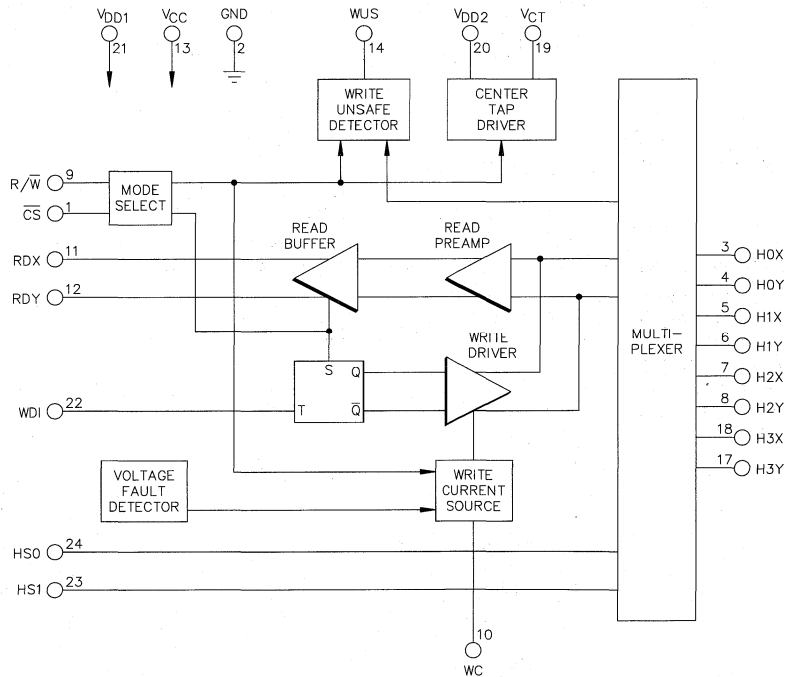 VDD1
21
VCC
13
GND
2
WUS
14
VDD2
20
VCT
19
WRITE
UNSAFE
DETECTOR
CENTER
TAP
DRIVER
R/W̅
9
C̅S̅
1
MODE
SELECT
READ
BUFFER
READ
PREAMP
RDX
11
RDY
12
MULTI-
PLEXER
3
H0X
4
H0Y
5
H1X
6
H1Y
7
H2X
8
H2Y
18
H3X
17
H3Y
WRITE
DRIVER
S
Q
T
Q̅
WDI
22
VOLTAGE
FAULT
DETECTOR
WRITE
CURRENT
SOURCE
HS0
24
HS1
23
10
WC